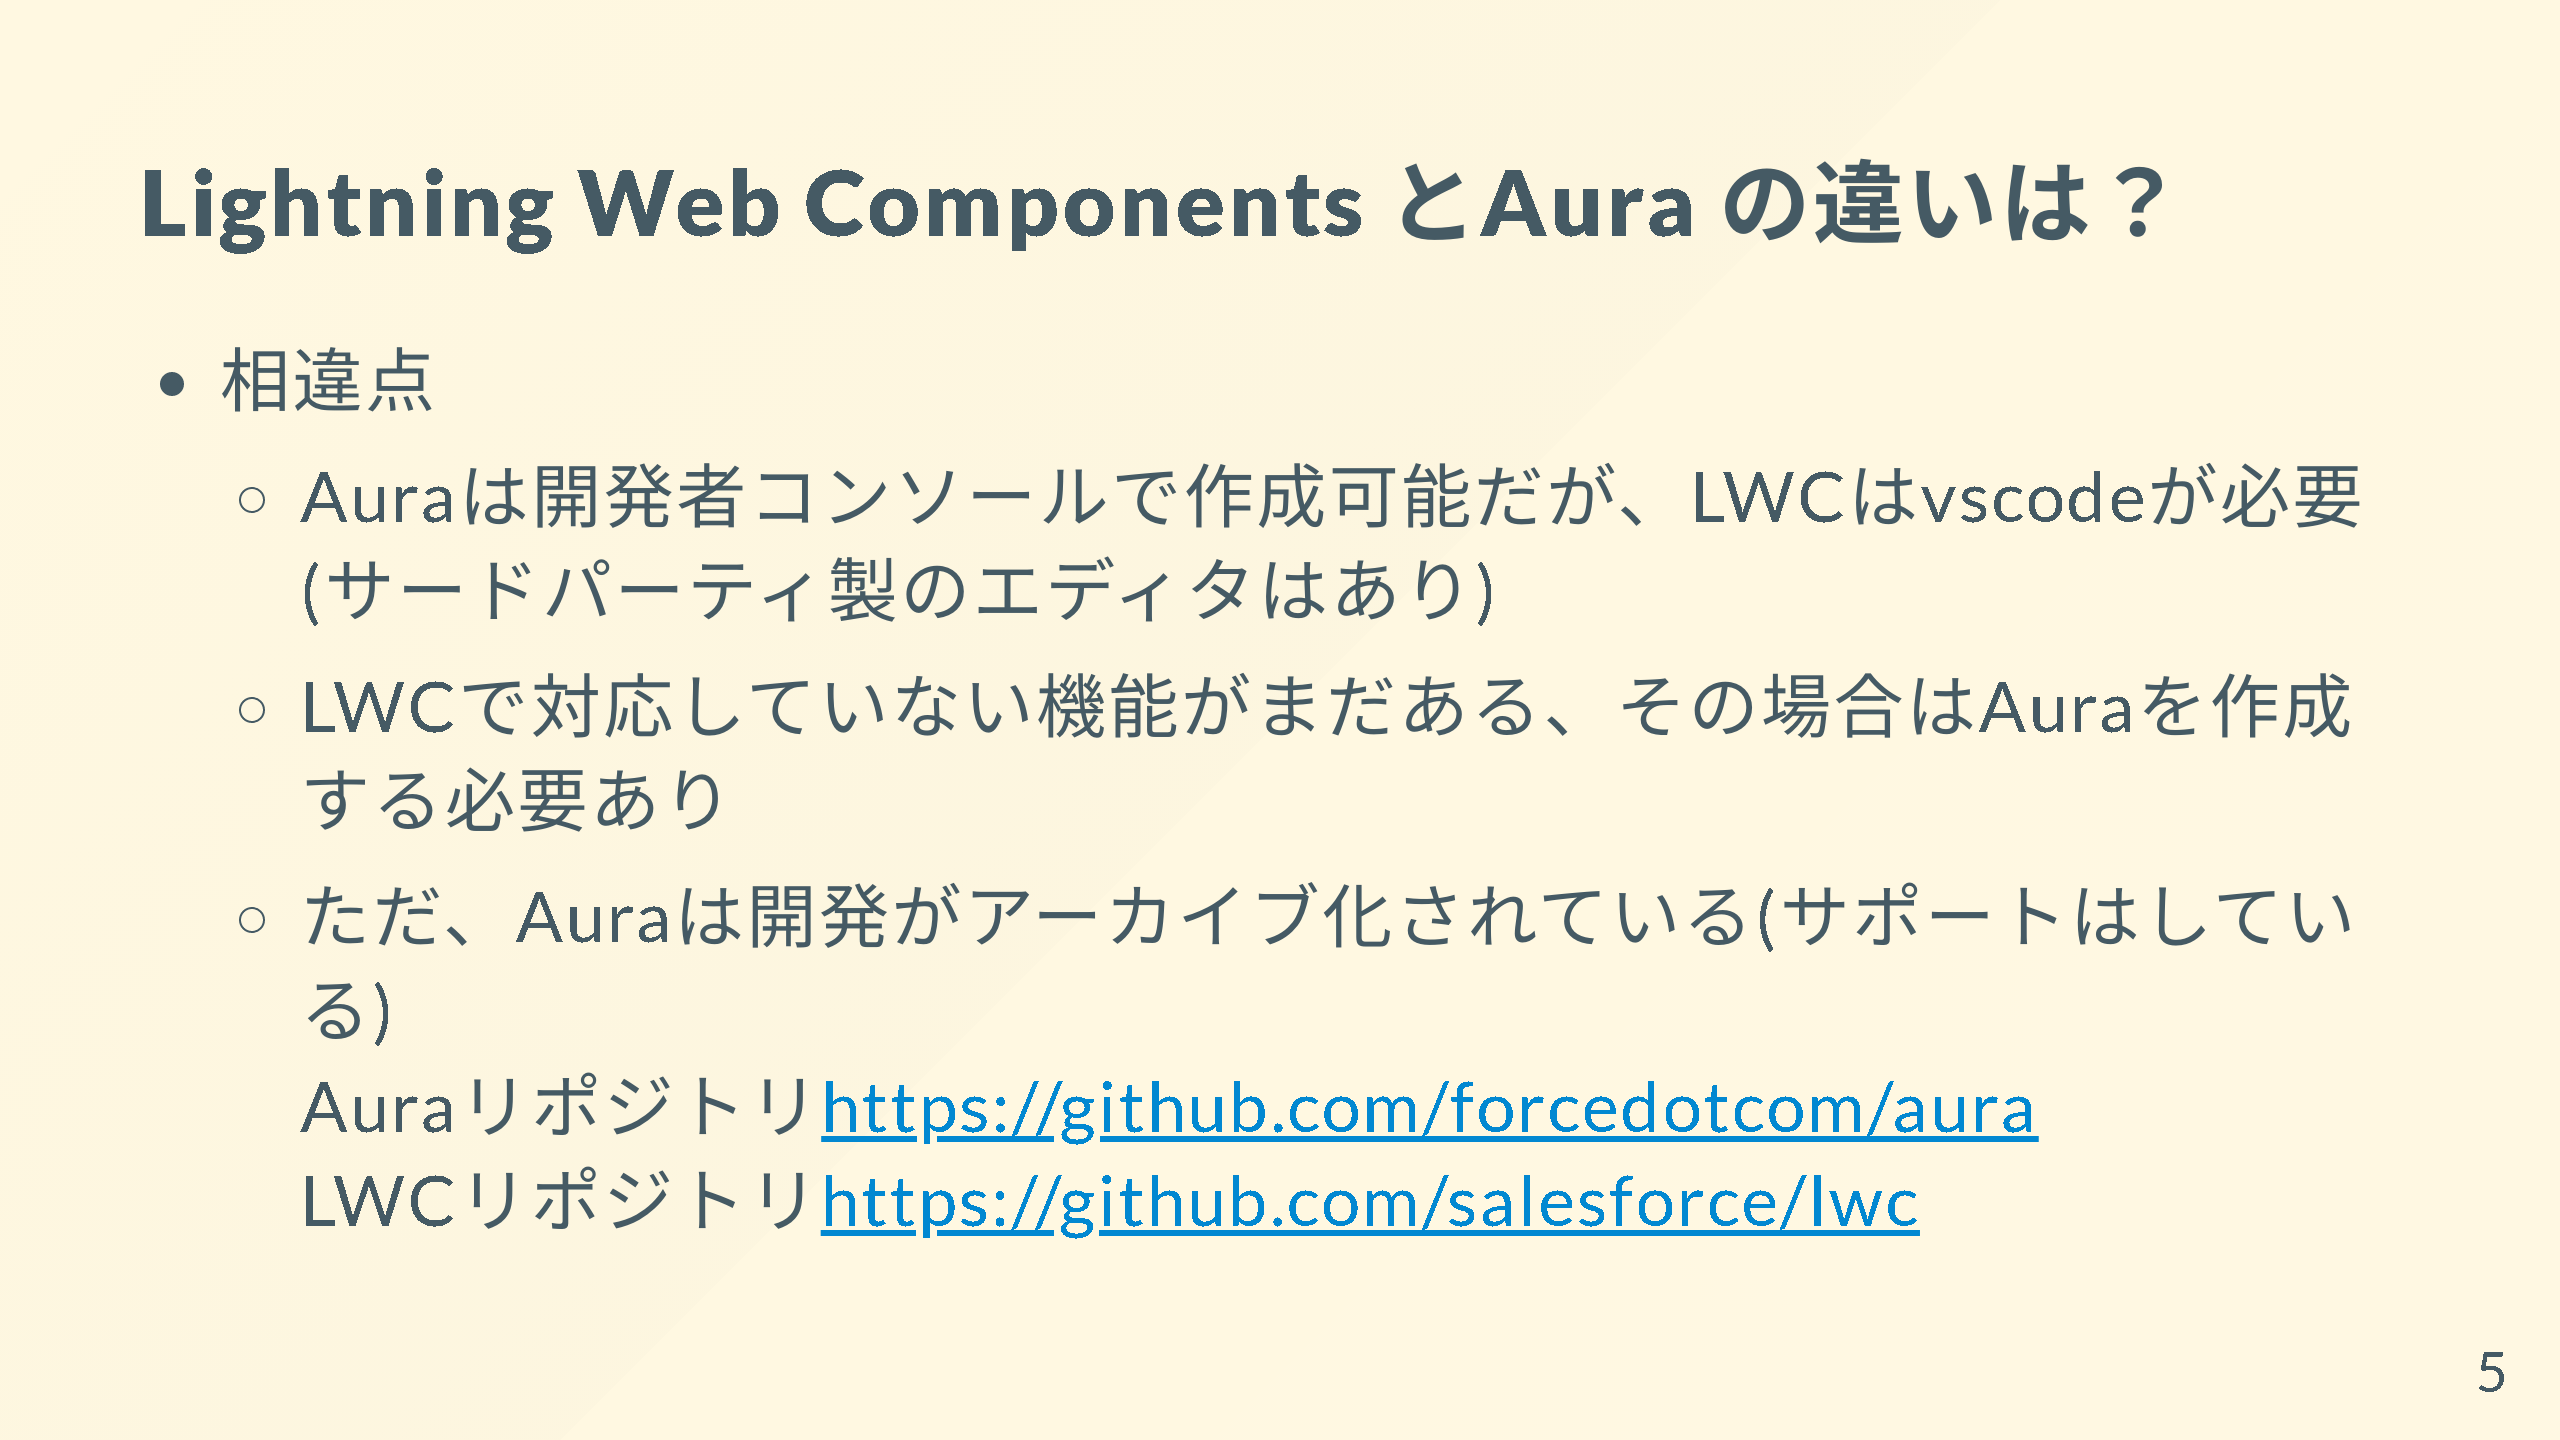 Lightning Web Components とAura の違いは？
• 相違点
○ Auraは開発者コンソールで作成可能だが、LWCはvscodeが必要
(サードパーティ製のエディタはあり)
○ LWCで対応していない機能がまだある、その場合はAuraを作成
する必要あり
○ ただ、Auraは開発がアーカイブ化されている(サポートはしてい
る)
Auraリポジトリhttps://github.com/forcedotcom/aura
LWCリポジトリhttps://github.com/salesforce/lwc
5